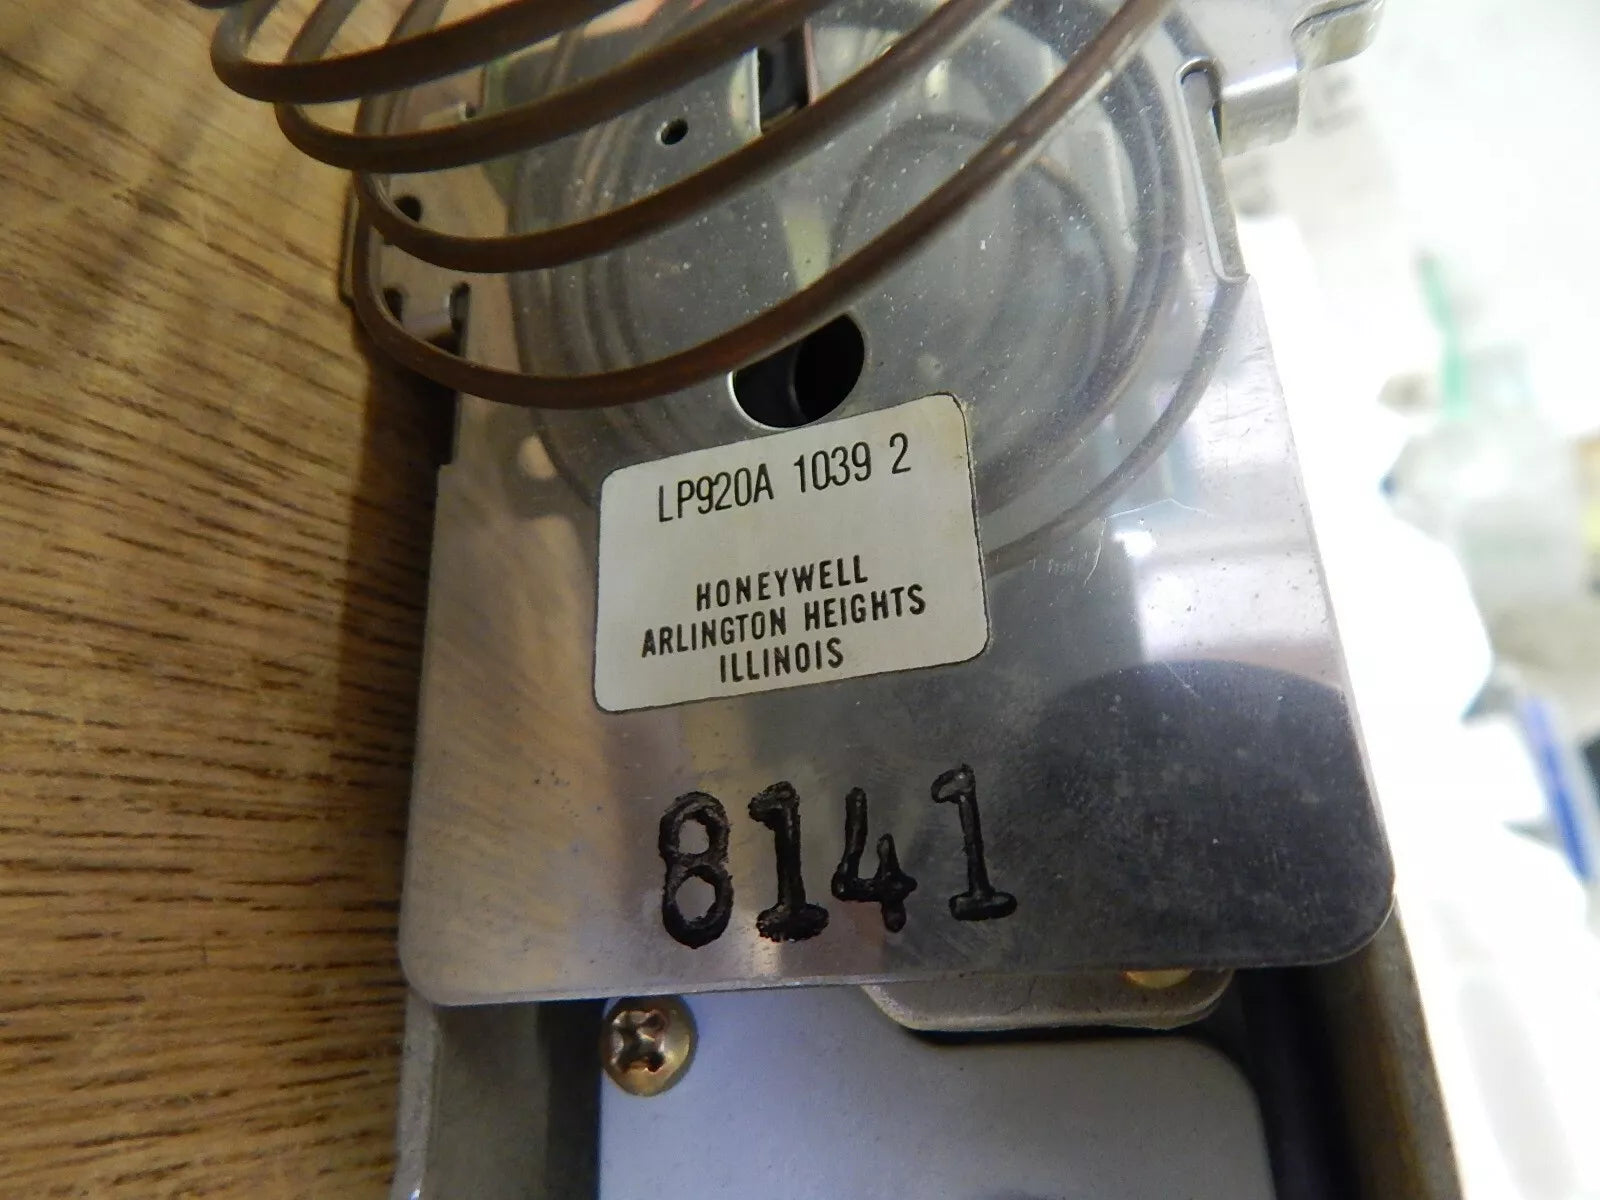 LP920A 1039 2
HONEYWELL
ARLINGTON HEIGHTS
ILLINOIS
8141